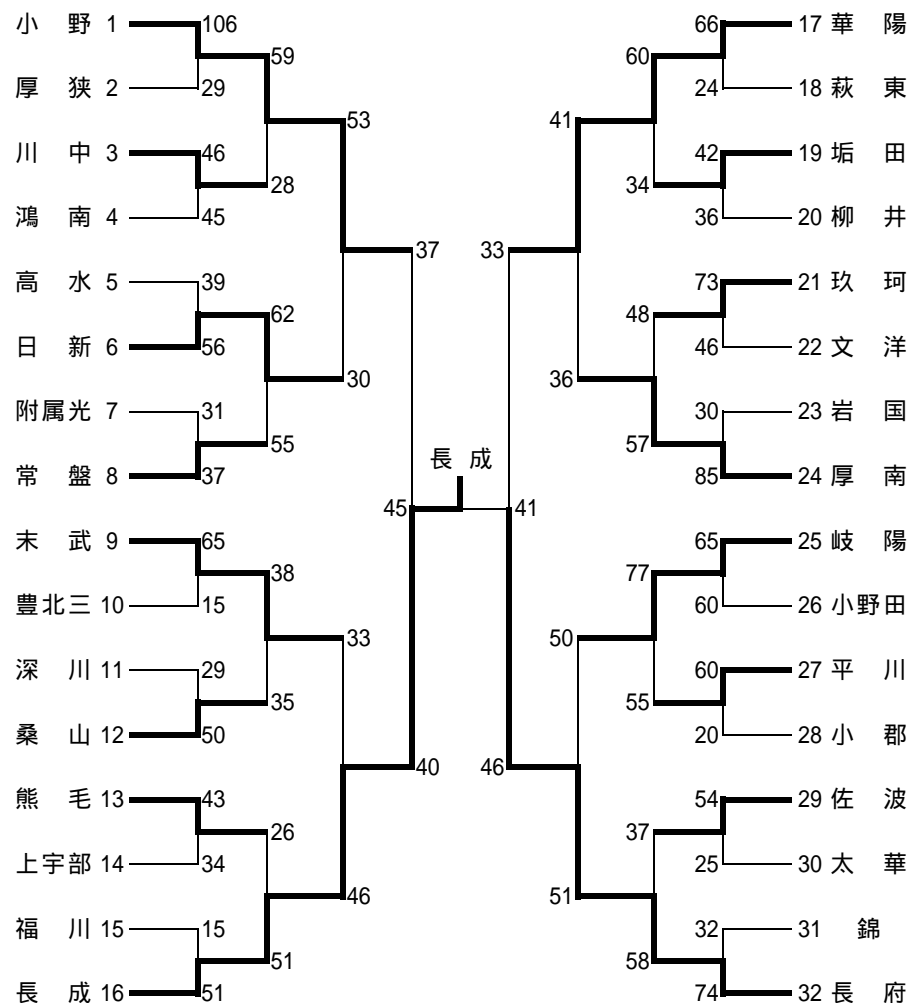 小野 1 106 66 17 華陽
59 60
厚狭 2 29 24 18 萩東
53 41
川中 3 46 42 19 垢田
28 34
鴻南 4 45 36 20 柳井
37 33
高水 5 39 73 21 玖珂
62 48
日新 6 56 46 22 文洋
30 36
附属光 7 31 30 23 岩国
55 57
長成
常盤 8 37 85 24 厚南
45 41
末武 9 65 65 25 岐陽
38 77
豊北三 10 15 60 26 小野田
33 50
深川 11 29 60 27 平川
35 55
桑山 12 50 20 28 小郡
40 46
熊毛 13 43 54 29 佐波
26 37
上宇部 14 34 25 30 太華
46 51
福川 15 15 32 31 錦
51 58
長成 16 51 74 32 長府